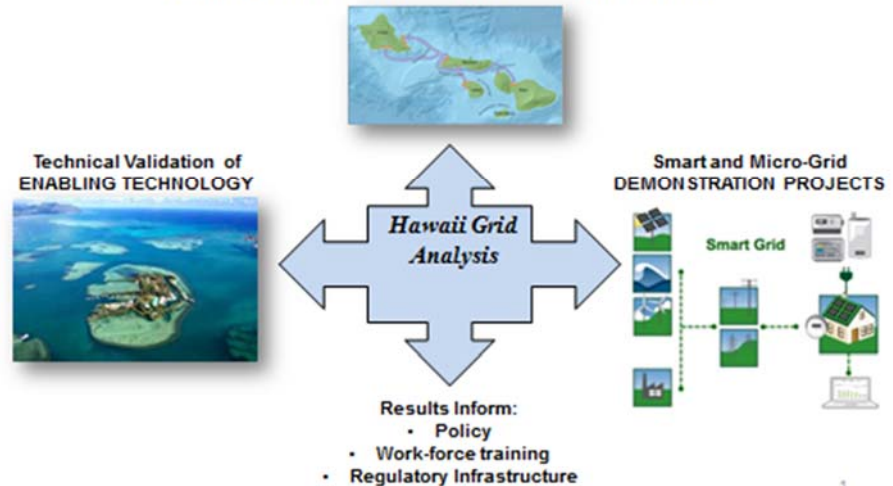 Technical Validation of
ENABLING TECHNOLOGY
Smart and Micro-Grid
DEMONSTRATION PROJECTS
Hawaii Grid
Analysis
Smart Grid
Results Inform:
• Policy
• Work-force training
• Regulatory Infrastructure